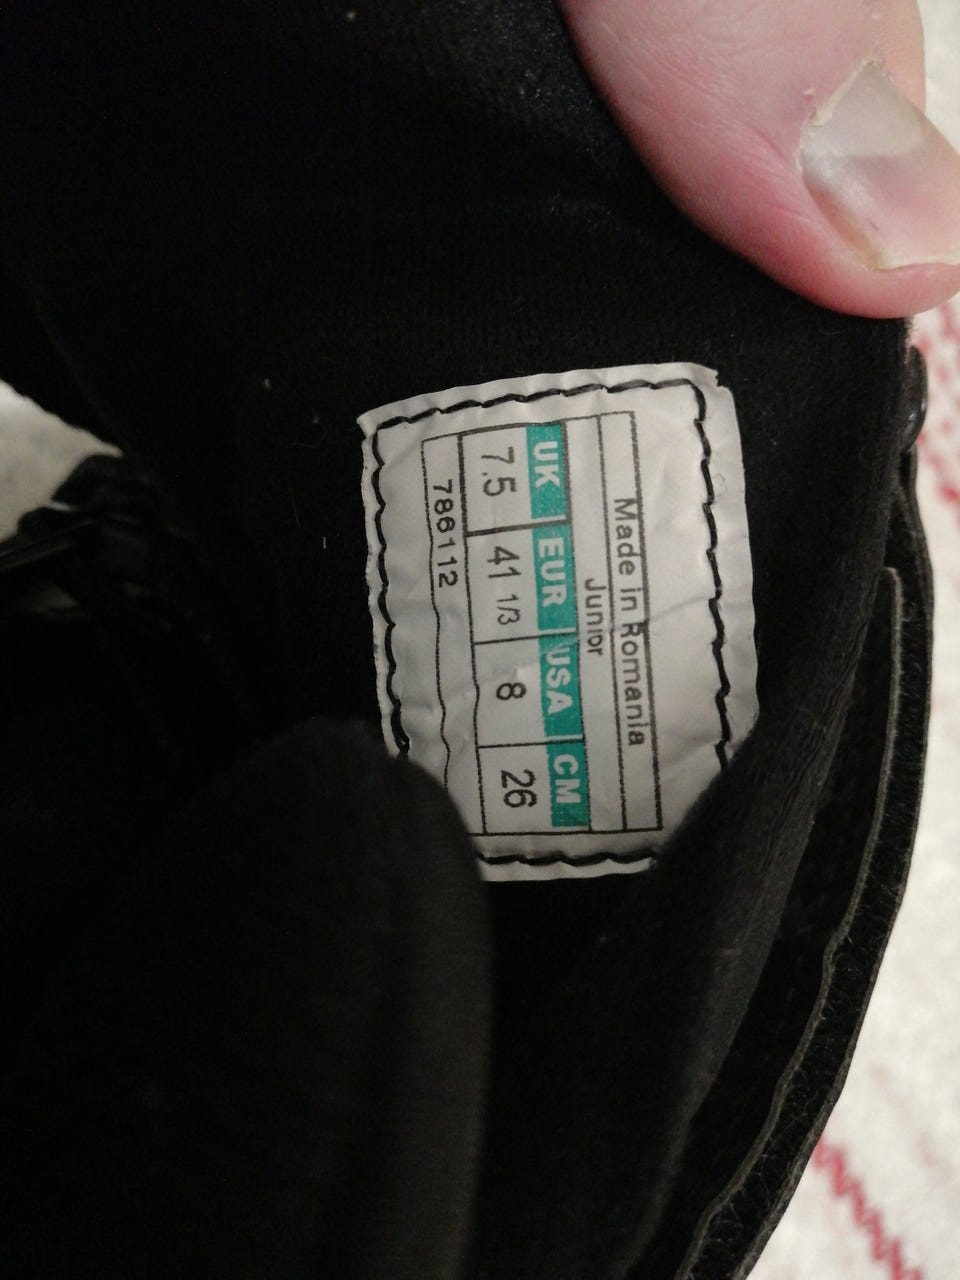 Made in Romania
Junior
UK EUR USA CM
7.5 41 1/3 8 26
786112